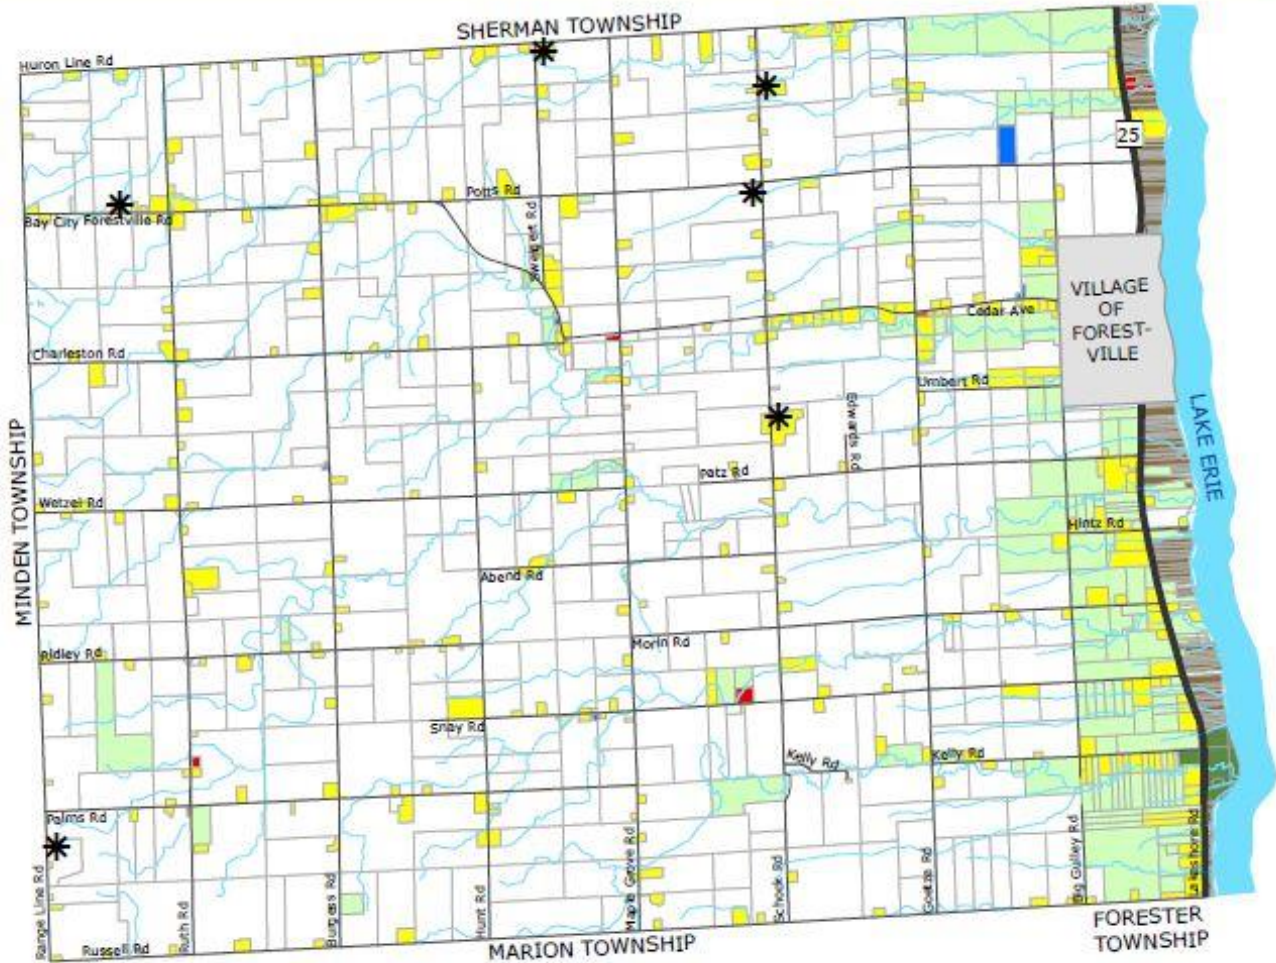 SHERMAN TOWNSHIP
Huron Line Rd
25
Potts Rd
Bay City Forestville Rd
Sweigert Rd
VILLAGE
OF
FOREST-
VILLE
Cedar Ave
Charleston Rd
Umbert Rd
Edwards Rd
LAKE ERIE
MINDEN TOWNSHIP
Petz Rd
Wetzel Rd
Hintz Rd
Abend Rd
Morin Rd
Ridley Rd
Snay Rd
Kelly Rd
Kelly Rd
Palms Rd
Range Line Rd
Ruth Rd
Burgess Rd
Hunt Rd
Maple Grove Rd
Schock Rd
Goetze Rd
Big Gulley Rd
Lakeshore Rd
Russell Rd
MARION TOWNSHIP
FORESTER
TOWNSHIP